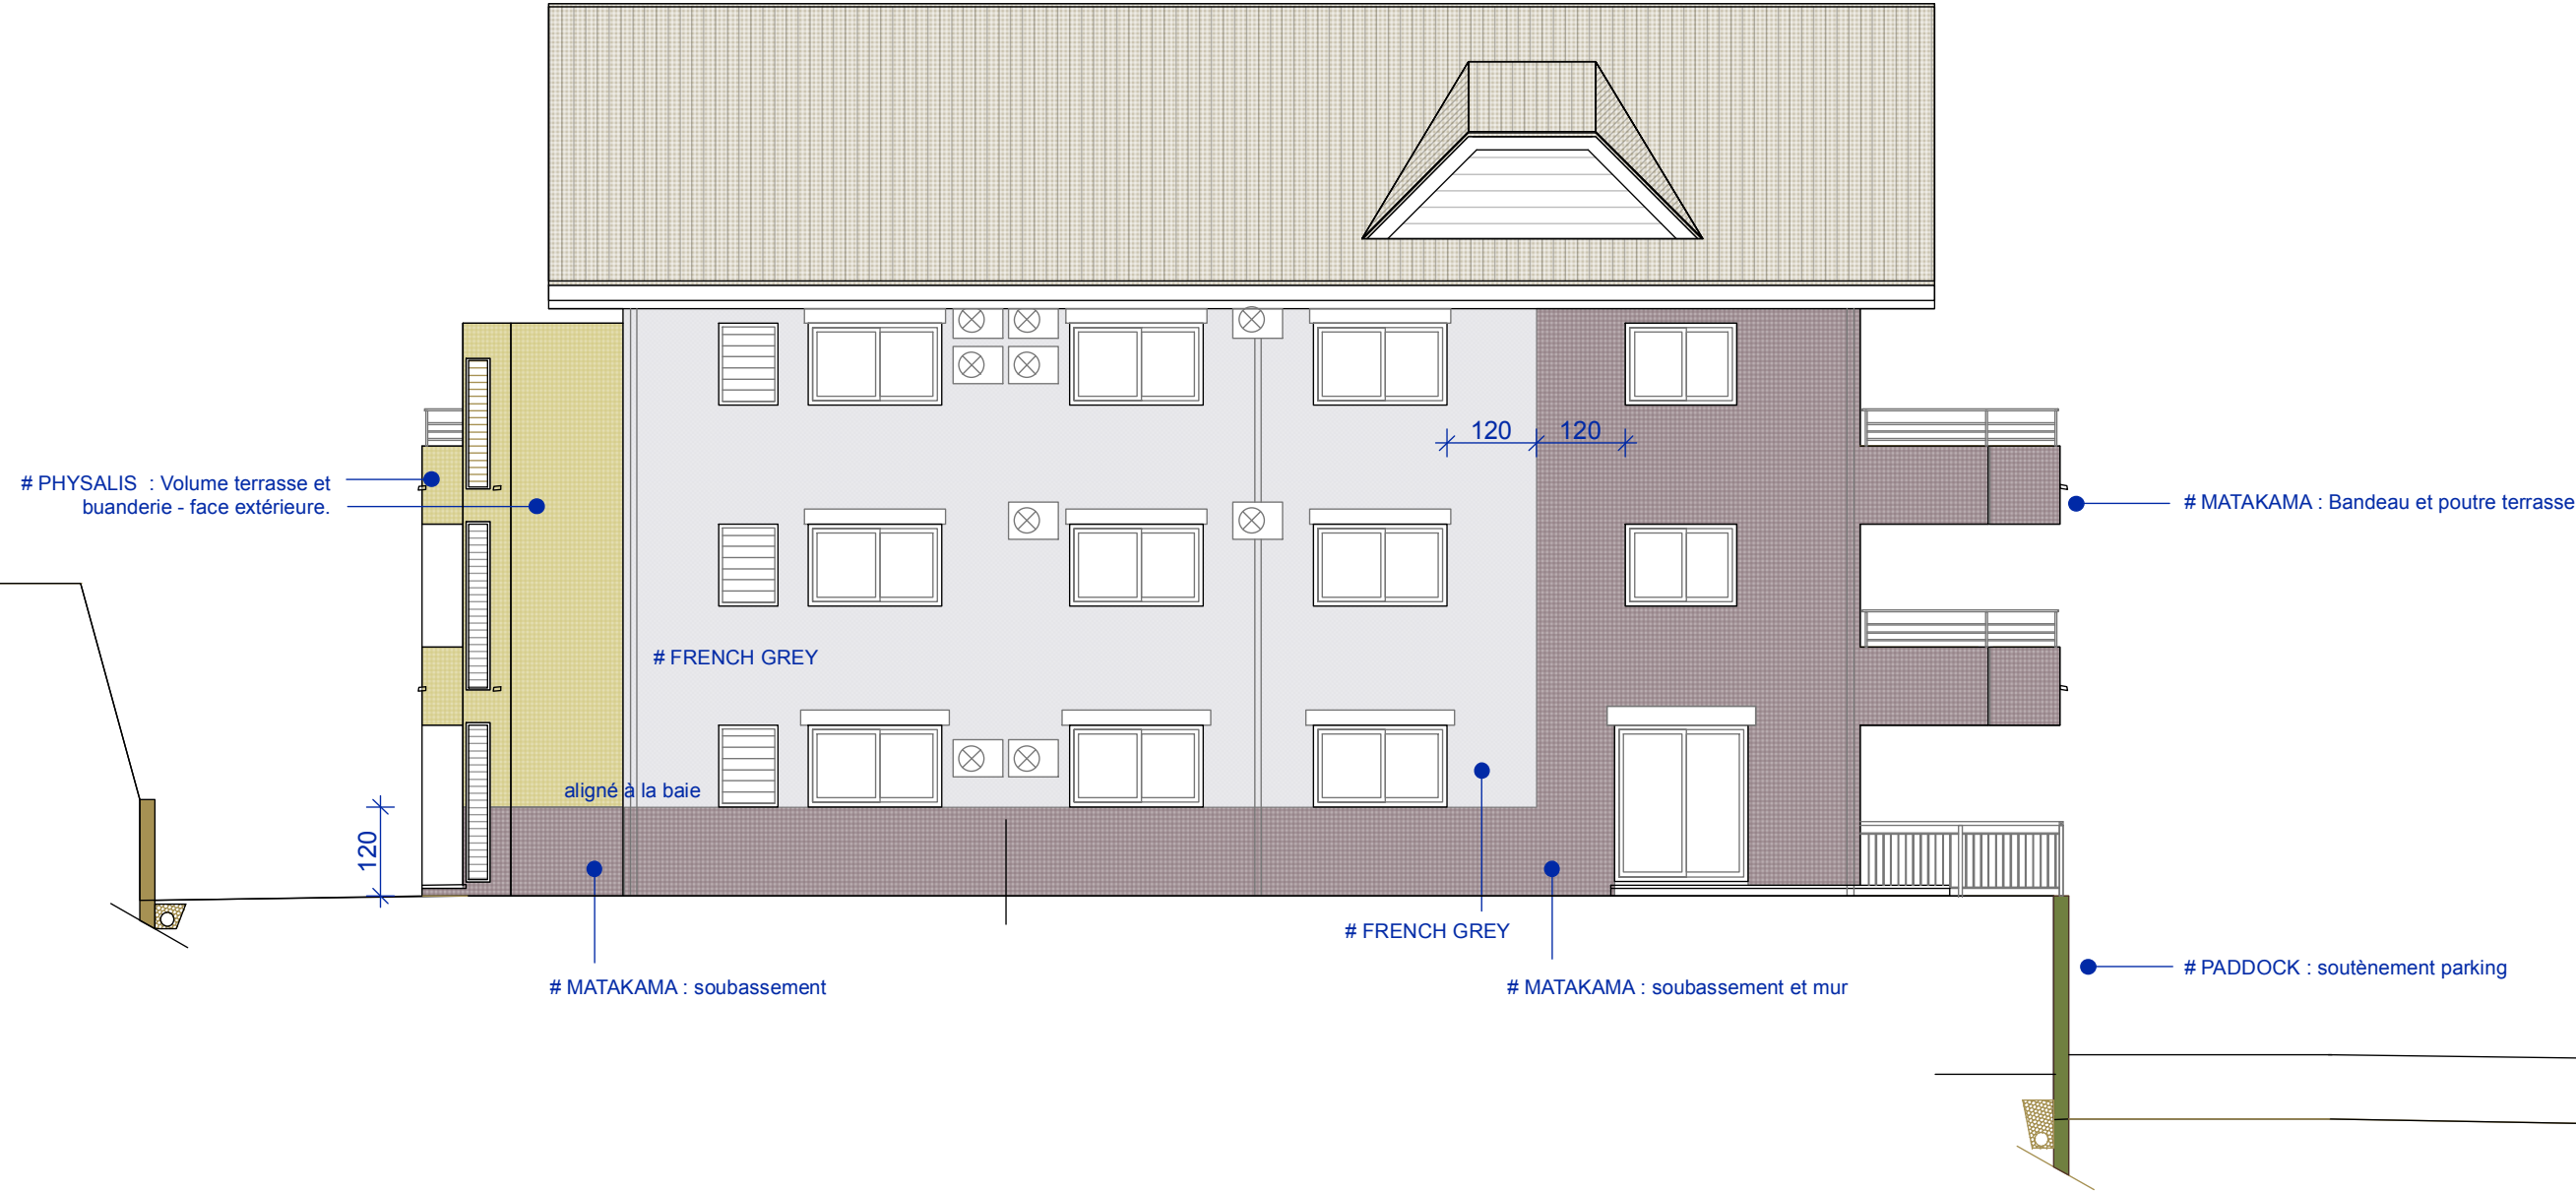 120
120
# PHYSALIS : Volume terrasse et
buanderie - face extérieure.
# MATAKAMA : Bandeau et poutre terrasse
# FRENCH GREY
aligné à la baie
120
# FRENCH GREY
# MATAKAMA : soubassement
# MATAKAMA : soubassement et mur
# PADDOCK : soutènement parking